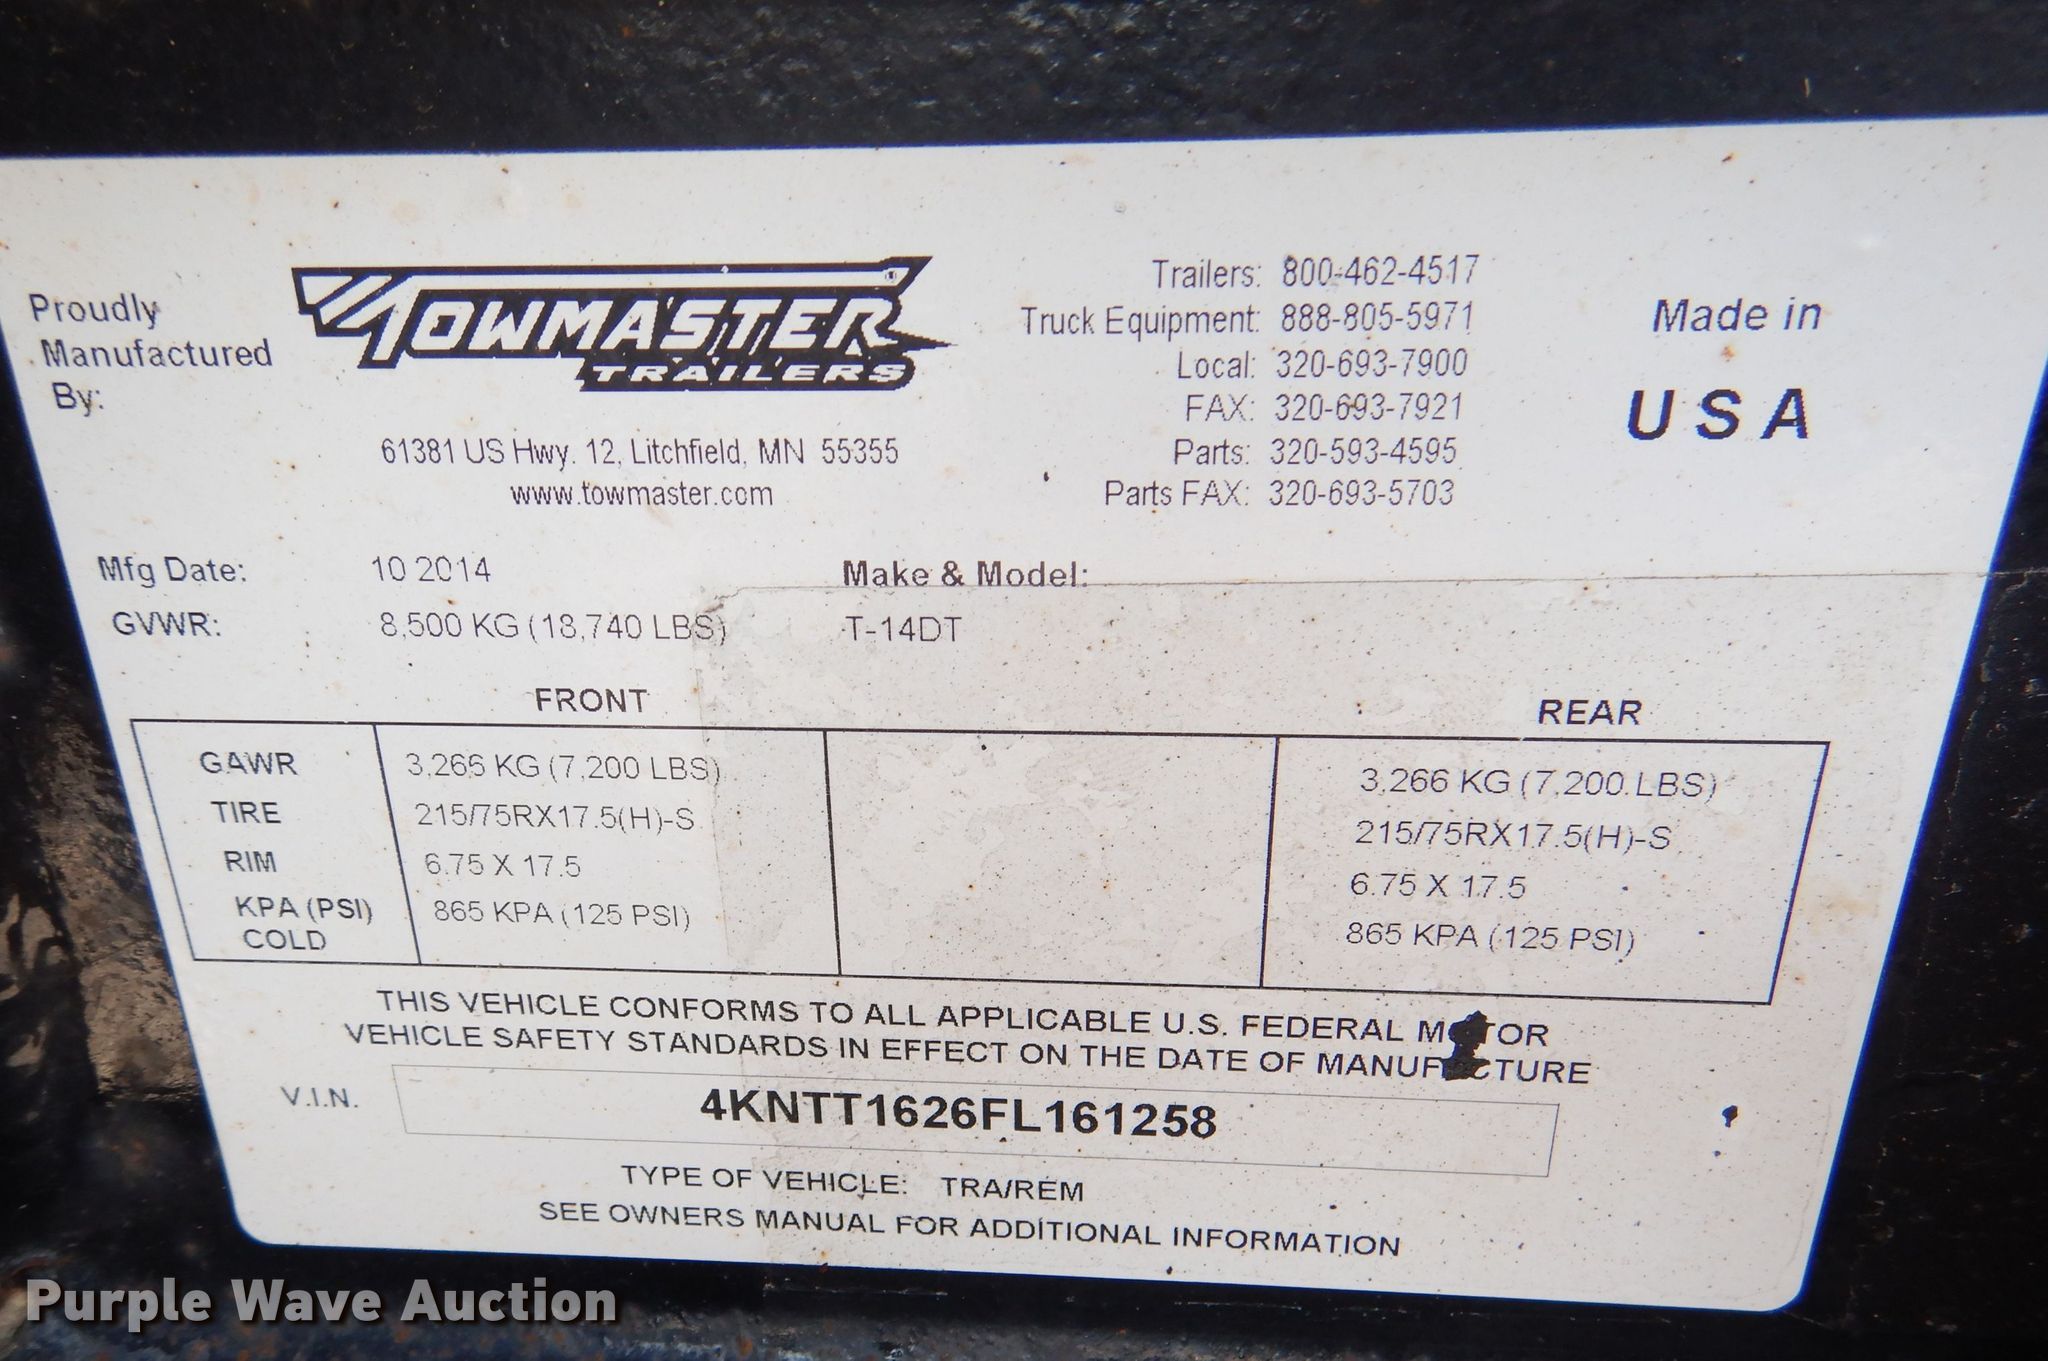 Proudly
Manufactured
By:
TOWMASTER®
TRAILERS
61381 US Hwy. 12, Litchfield, MN 55355
www.towmaster.com
Trailers: 800-462-4517
Truck Equipment: 888-805-5971
Local: 320-693-7900
FAX: 320-693-7921
Parts: 320-593-4595
Parts FAX: 320-693-5703
Made in
USA
Mfg Date: 10 2014 Make & Model:
GVWR: 8,500 KG (18,740 LBS) T-14DT
FRONT REAR
GAWR 3,266 KG (7,200 LBS) 3,266 KG (7,200 LBS)
TIRE 215/75RX17.5(H)-S 215/75RX17.5(H)-S
RIM 6.75 X 17.5 6.75 X 17.5
KPA (PSI) 865 KPA (125 PSI) 865 KPA (125 PSI)
COLD
THIS VEHICLE CONFORMS TO ALL APPLICABLE U.S. FEDERAL MOTOR
VEHICLE SAFETY STANDARDS IN EFFECT ON THE DATE OF MANUFACTURE
V.I.N. 4KNTT1626FL161258
TYPE OF VEHICLE: TRA/REM
SEE OWNERS MANUAL FOR ADDITIONAL INFORMATION
Purple Wave Auction